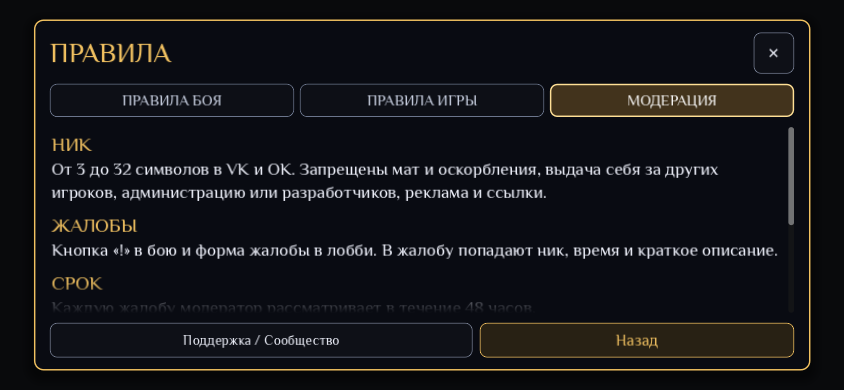 ПРАВИЛА
×
ПРАВИЛА БОЯ
ПРАВИЛА ИГРЫ
МОДЕРАЦИЯ
НИК
От 3 до 32 символов в VK и OK. Запрещены мат и оскорбления, выдача себя за других
игроков, администрацию или разработчиков, реклама и ссылки.
ЖАЛОБЫ
Кнопка «!» в бою и форма жалобы в лобби. В жалобу попадают ник, время и краткое описание.
СРОК
Каждую жалобу модератор рассматривает в течение 48 часов
Поддержка / Сообщество
Назад